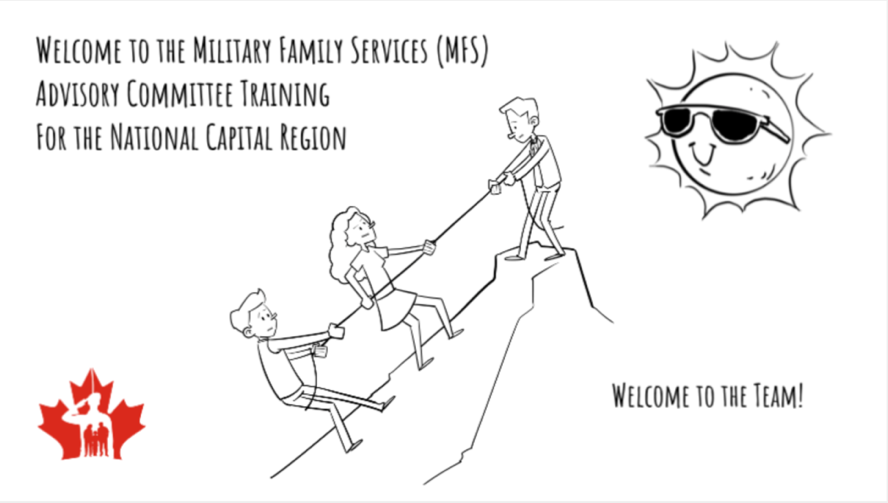 Welcome to the Military Family Services (MFS)
Advisory Committee Training
For the National Capital Region
Welcome to the Team!